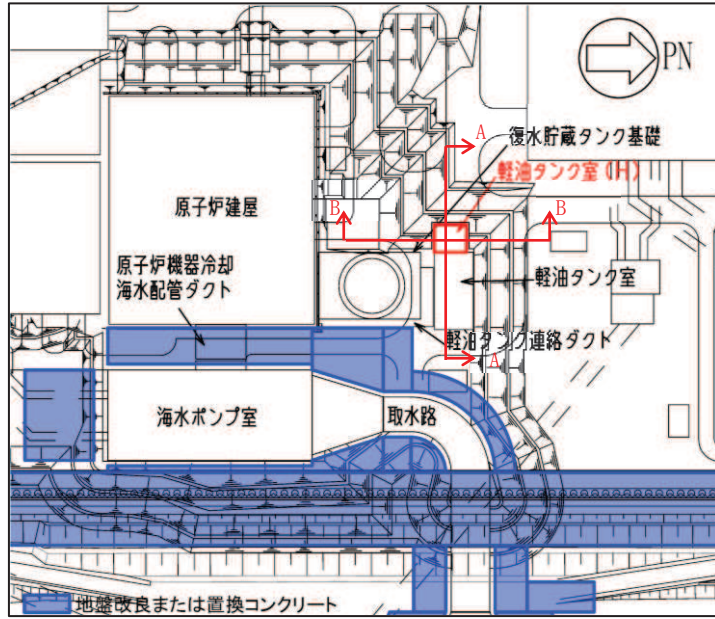 PN
A
復水貯蔵タンク基礎
軽油タンク室(H)
B
B
原子炉建屋
原子炉機器冷却
海水配管ダクト
軽油タンク室
軽油タンク連絡ダクト
A
海水ポンプ室
取水路
地盤改良または置換コンクリート